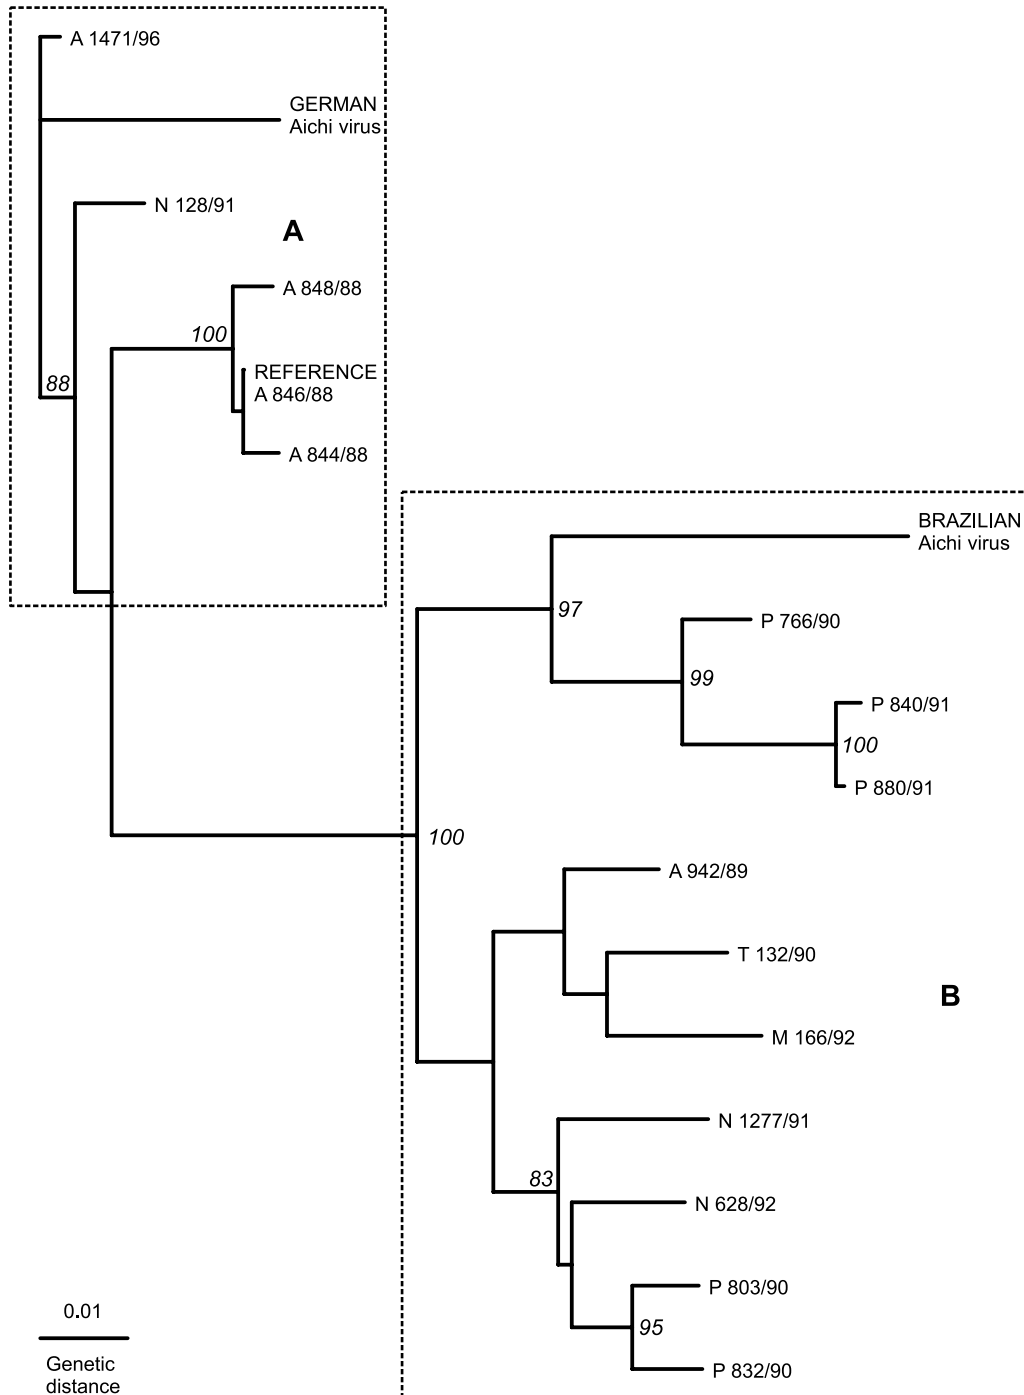 A 1471/96
GERMAN
Aichi virus
N 128/91
A
A 848/88
100
REFERENCE
A 846/88
88
A 844/88
BRAZILIAN
Aichi virus
97
P 766/90
99
P 840/91
100
P 880/91
100
A 942/89
T 132/90
B
M 166/92
N 1277/91
83
N 628/92
P 803/90
95
P 832/90
0.01
Genetic
distance